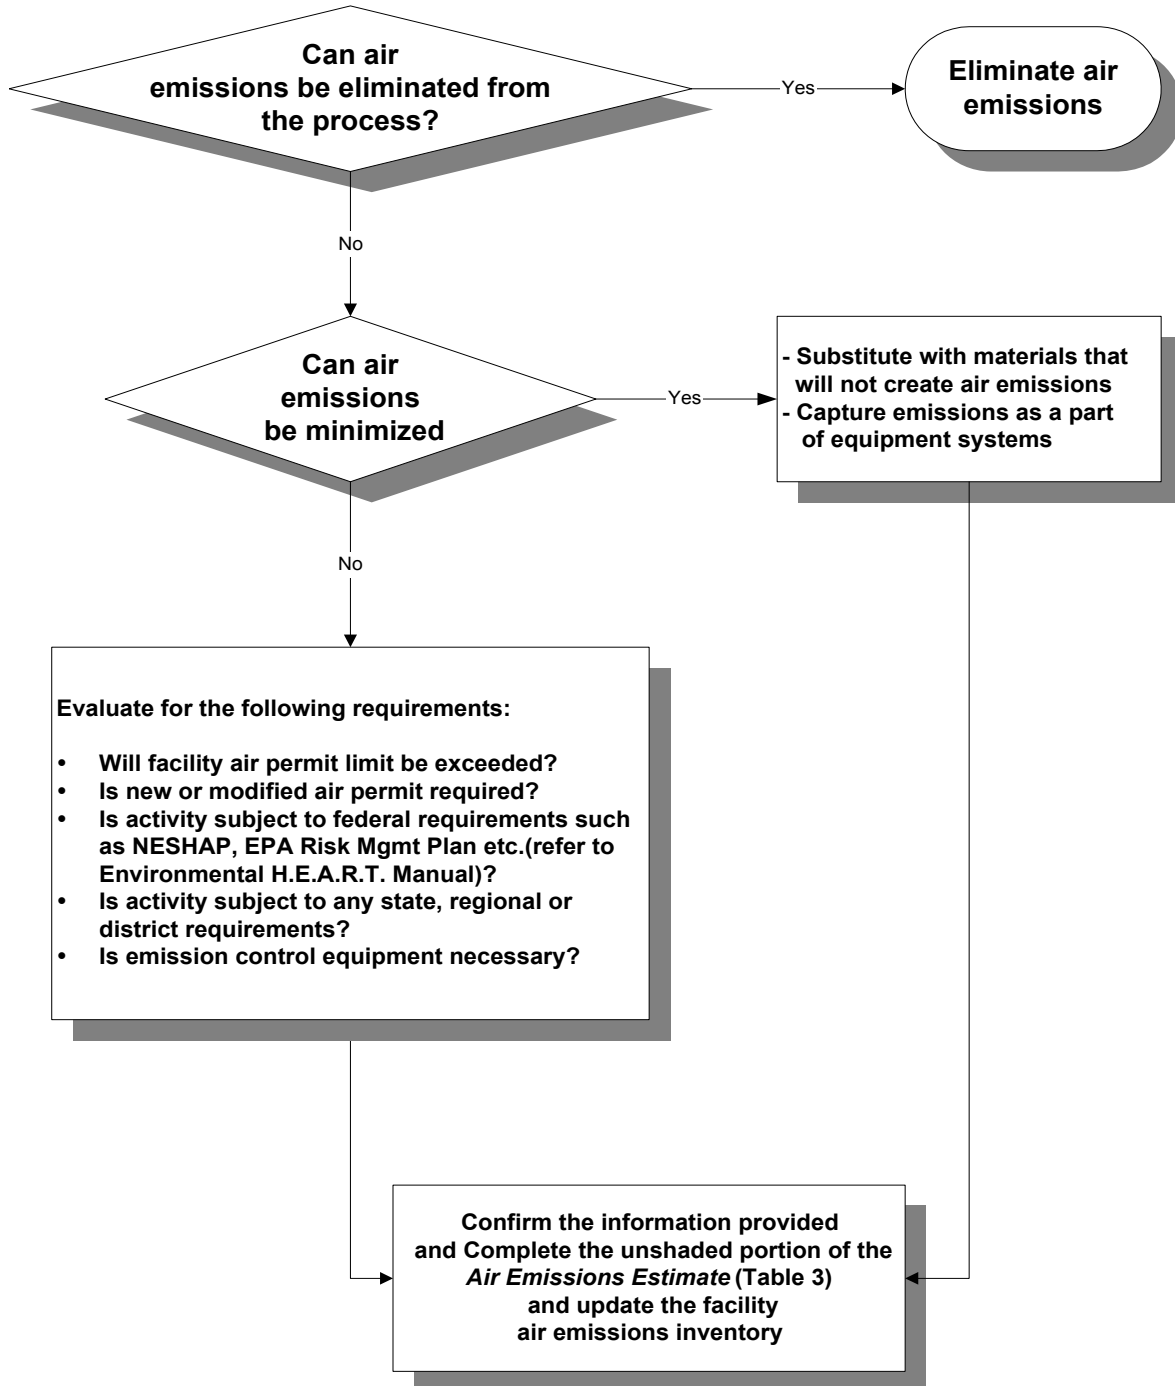 Can air
emissions be eliminated from
the process?
Yes
Eliminate air
emissions
No
Can air
emissions
be minimized
Yes
- Substitute with materials that
will not create air emissions
- Capture emissions as a part
of equipment systems
No
Evaluate for the following requirements:
• Will facility air permit limit be exceeded?
• Is new or modified air permit required?
• Is activity subject to federal requirements such
as NESHAP, EPA Risk Mgmt Plan etc.(refer to
Environmental H.E.A.R.T. Manual)?
• Is activity subject to any state, regional or
district requirements?
• Is emission control equipment necessary?
Confirm the information provided
and Complete the unshaded portion of the
Air Emissions Estimate (Table 3)
and update the facility
air emissions inventory